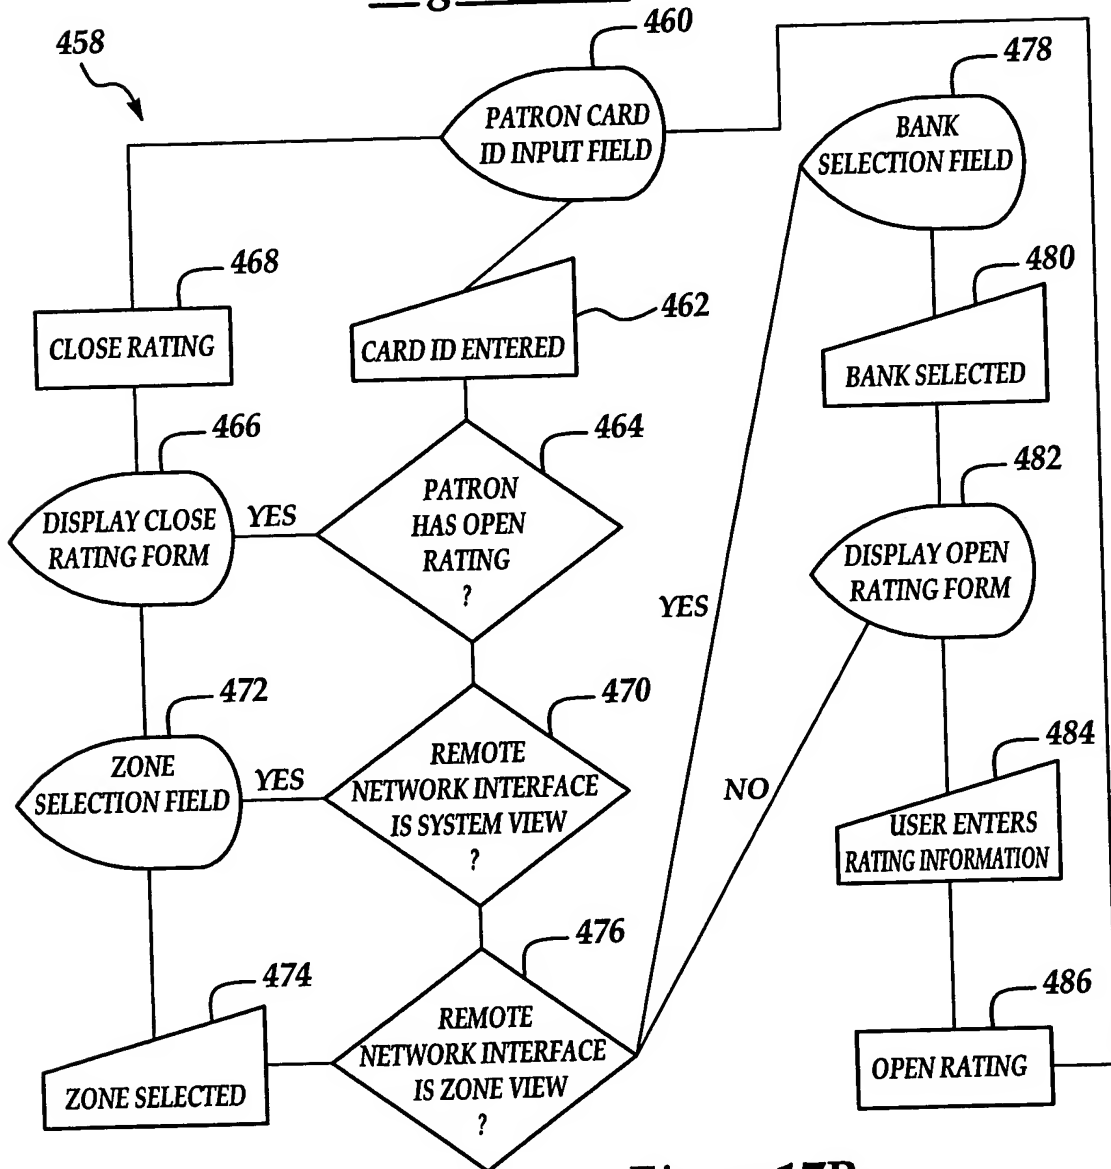 458
460
478
PATRON CARD
ID INPUT FIELD
BANK
SELECTION FIELD
468
462
480
CLOSE RATING
CARD ID ENTERED
BANK SELECTED
466
464
482
DISPLAY CLOSE
RATING FORM
YES
PATRON
HAS OPEN
RATING
?
DISPLAY OPEN
RATING FORM
YES
472
470
484
ZONE
SELECTION FIELD
YES
REMOTE
NETWORK INTERFACE
IS SYSTEM VIEW
?
NO
USER ENTERS
RATING INFORMATION
474
476
486
ZONE SELECTED
REMOTE
NETWORK INTERFACE
IS ZONE VIEW
?
OPEN RATING